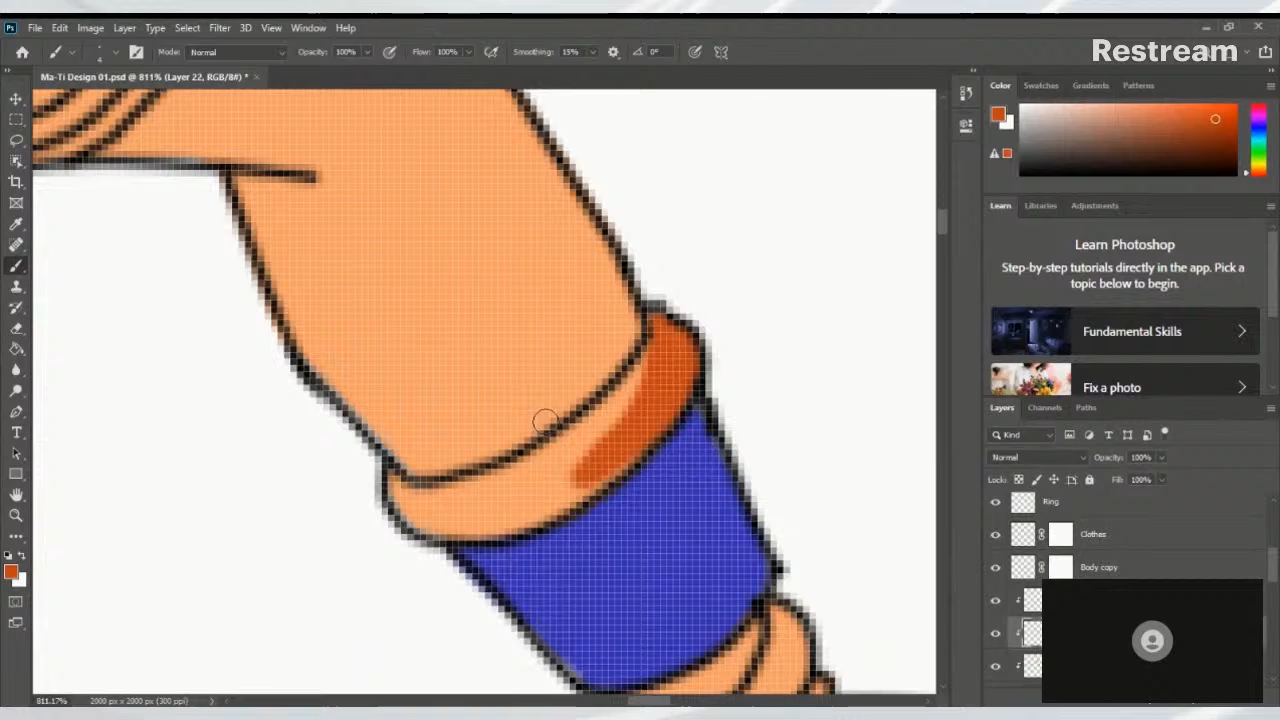 Ps File Edit Image Layer Type Select Filter 3D View Window Help
Restream
4 Mode: Normal Opacity: 100% Flow: 100% Smoothing: 15% 0°
Ma-Ti Design 01.psd @ 811% (Layer 22, RGB/8#) *
Color Swatches Gradients Patterns
Learn Libraries Adjustments
Learn Photoshop
Step-by-step tutorials directly in the app. Pick a
topic below to begin.
Fundamental Skills
Fix a photo
Layers Channels Paths
Kind
Normal Opacity: 100%
Lock: Fill: 100%
Ring
Clothes
Body copy
811.17% 2000 px x 2000 px (300 ppi)